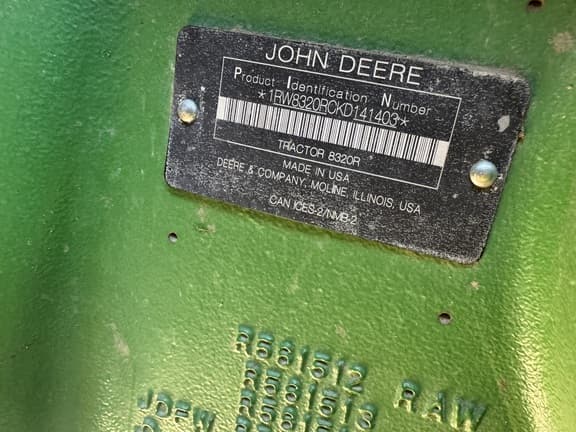 JOHN DEERE
Product Identification Number
*1RW8320RCKD141403*
TRACTOR 8320R
MADE IN USA
DEERE & COMPANY, MOLINE, ILLINOIS, USA
CAN ICES-2/NMB-2
R581512 RAW
R581513
JDFW